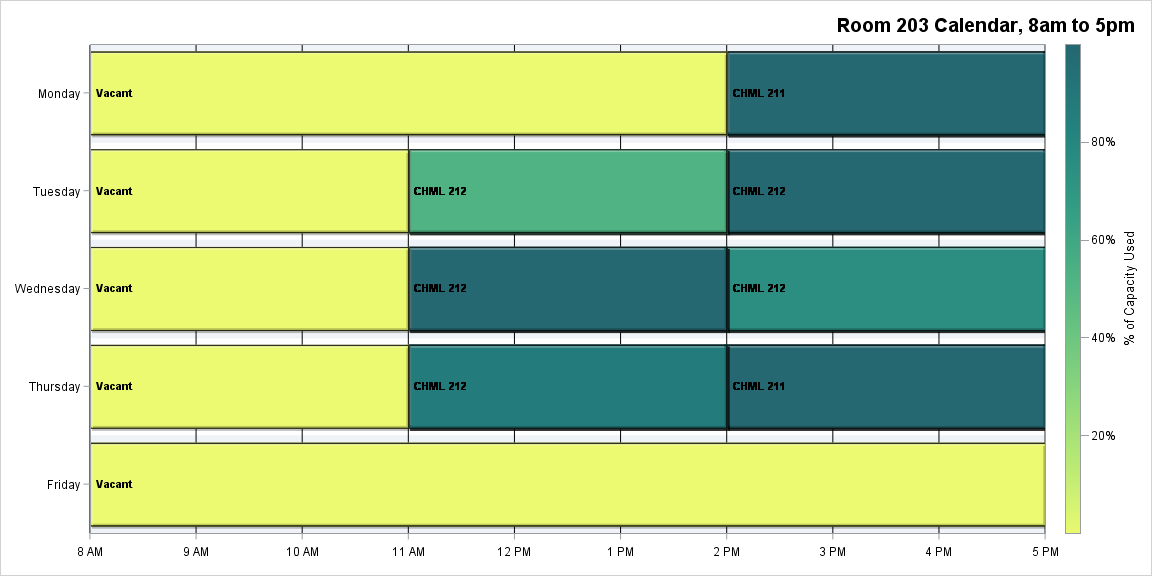 Room 203 Calendar, 8am to 5pm
Monday
Vacant
CHML 211
Tuesday
Vacant
CHML 212
CHML 212
Wednesday
Vacant
CHML 212
CHML 212
Thursday
Vacant
CHML 212
CHML 211
Friday
Vacant
8 AM
9 AM
10 AM
11 AM
12 PM
1 PM
2 PM
3 PM
4 PM
5 PM
80%
60%
40%
20%
% of Capacity Used